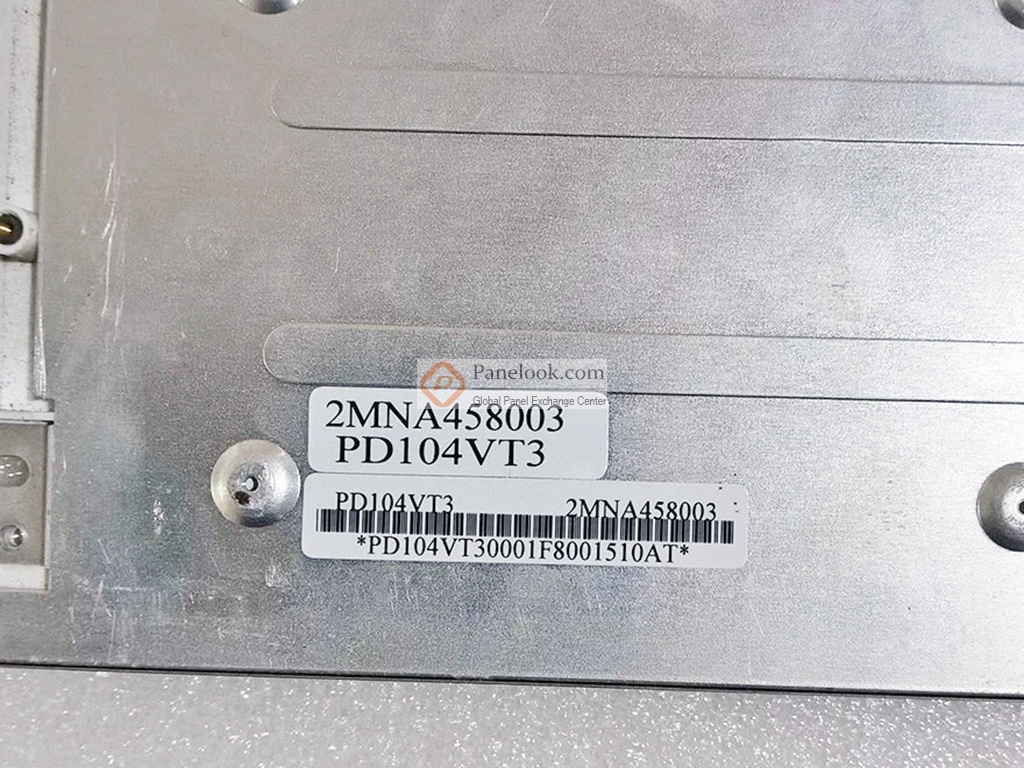 Panelook.com
Global Panel Exchange Center
2MNA458003
PD104VT3
PD104VT3 2MNA458003
*PD104VT30001F8001510AT*